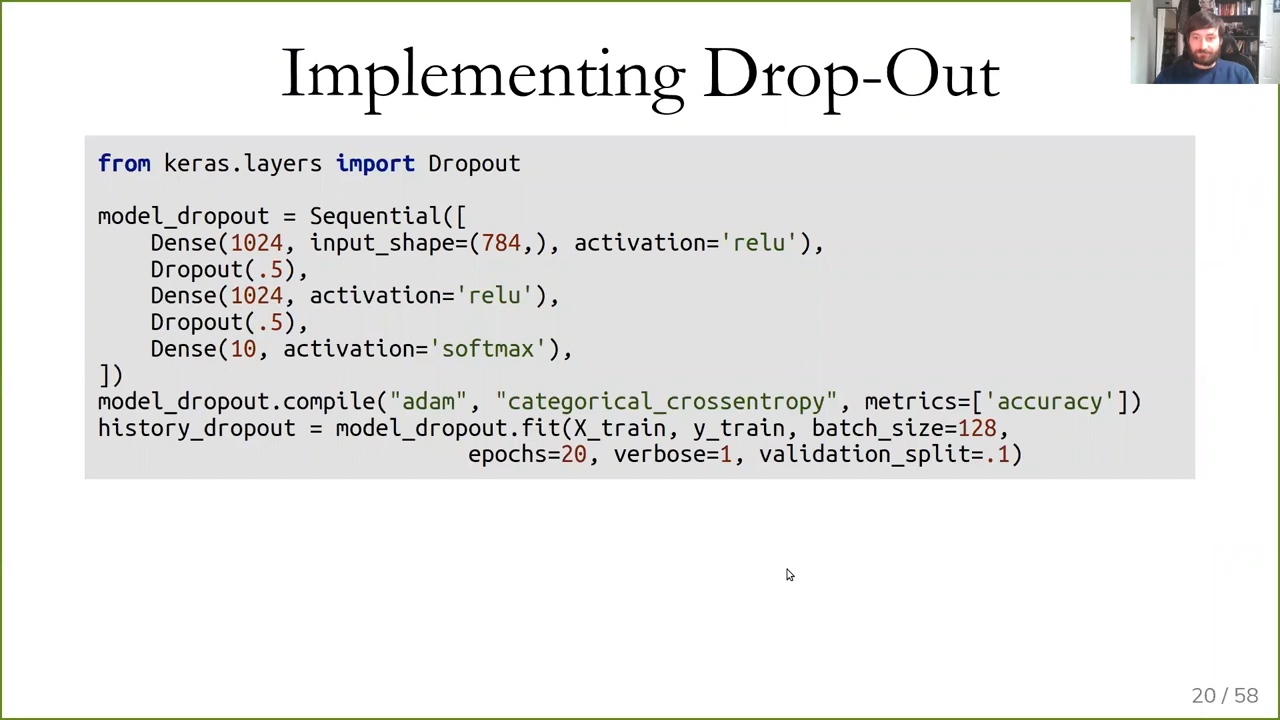 Implementing Drop-Out
from keras.layers import Dropout
model_dropout = Sequential([
    Dense(1024, input_shape=(784,), activation='relu'),
    Dropout(.5),
    Dense(1024, activation='relu'),
    Dropout(.5),
    Dense(10, activation='softmax'),
])
model_dropout.compile("adam", "categorical_crossentropy", metrics=['accuracy'])
history_dropout = model_dropout.fit(X_train, y_train, batch_size=128,
                            epochs=20, verbose=1, validation_split=.1)
20 / 58